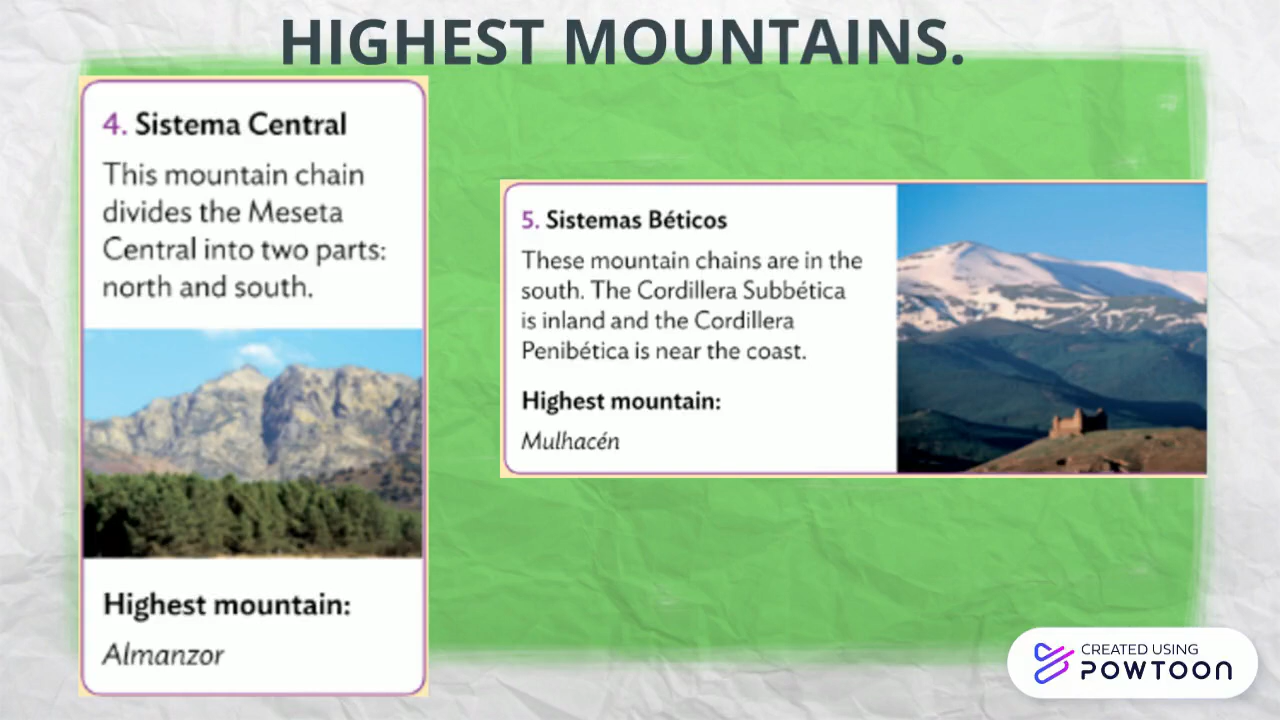 HIGHEST MOUNTAINS.
4. Sistema Central
This mountain chain
divides the Meseta
Central into two parts:
north and south.
Highest mountain:
Almanzor
5. Sistemas Béticos
These mountain chains are in the
south. The Cordillera Subbética
is inland and the Cordillera
Penibética is near the coast.
Highest mountain:
Mulhacén
CREATED USING
POWTOON